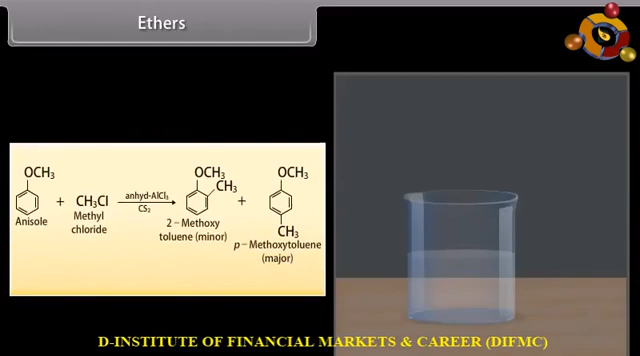 Ethers
OCH₃
+
CH₃Cl
anhyd-AlCl₃
CS₂
OCH₃
CH₃
+
OCH₃
CH₃
Anisole
Methyl
chloride
2 – Methoxy
toluene (minor)
p – Methoxytoluene
(major)
D-INSTITUTE OF FINANCIAL MARKETS & CAREER (DIFMC)